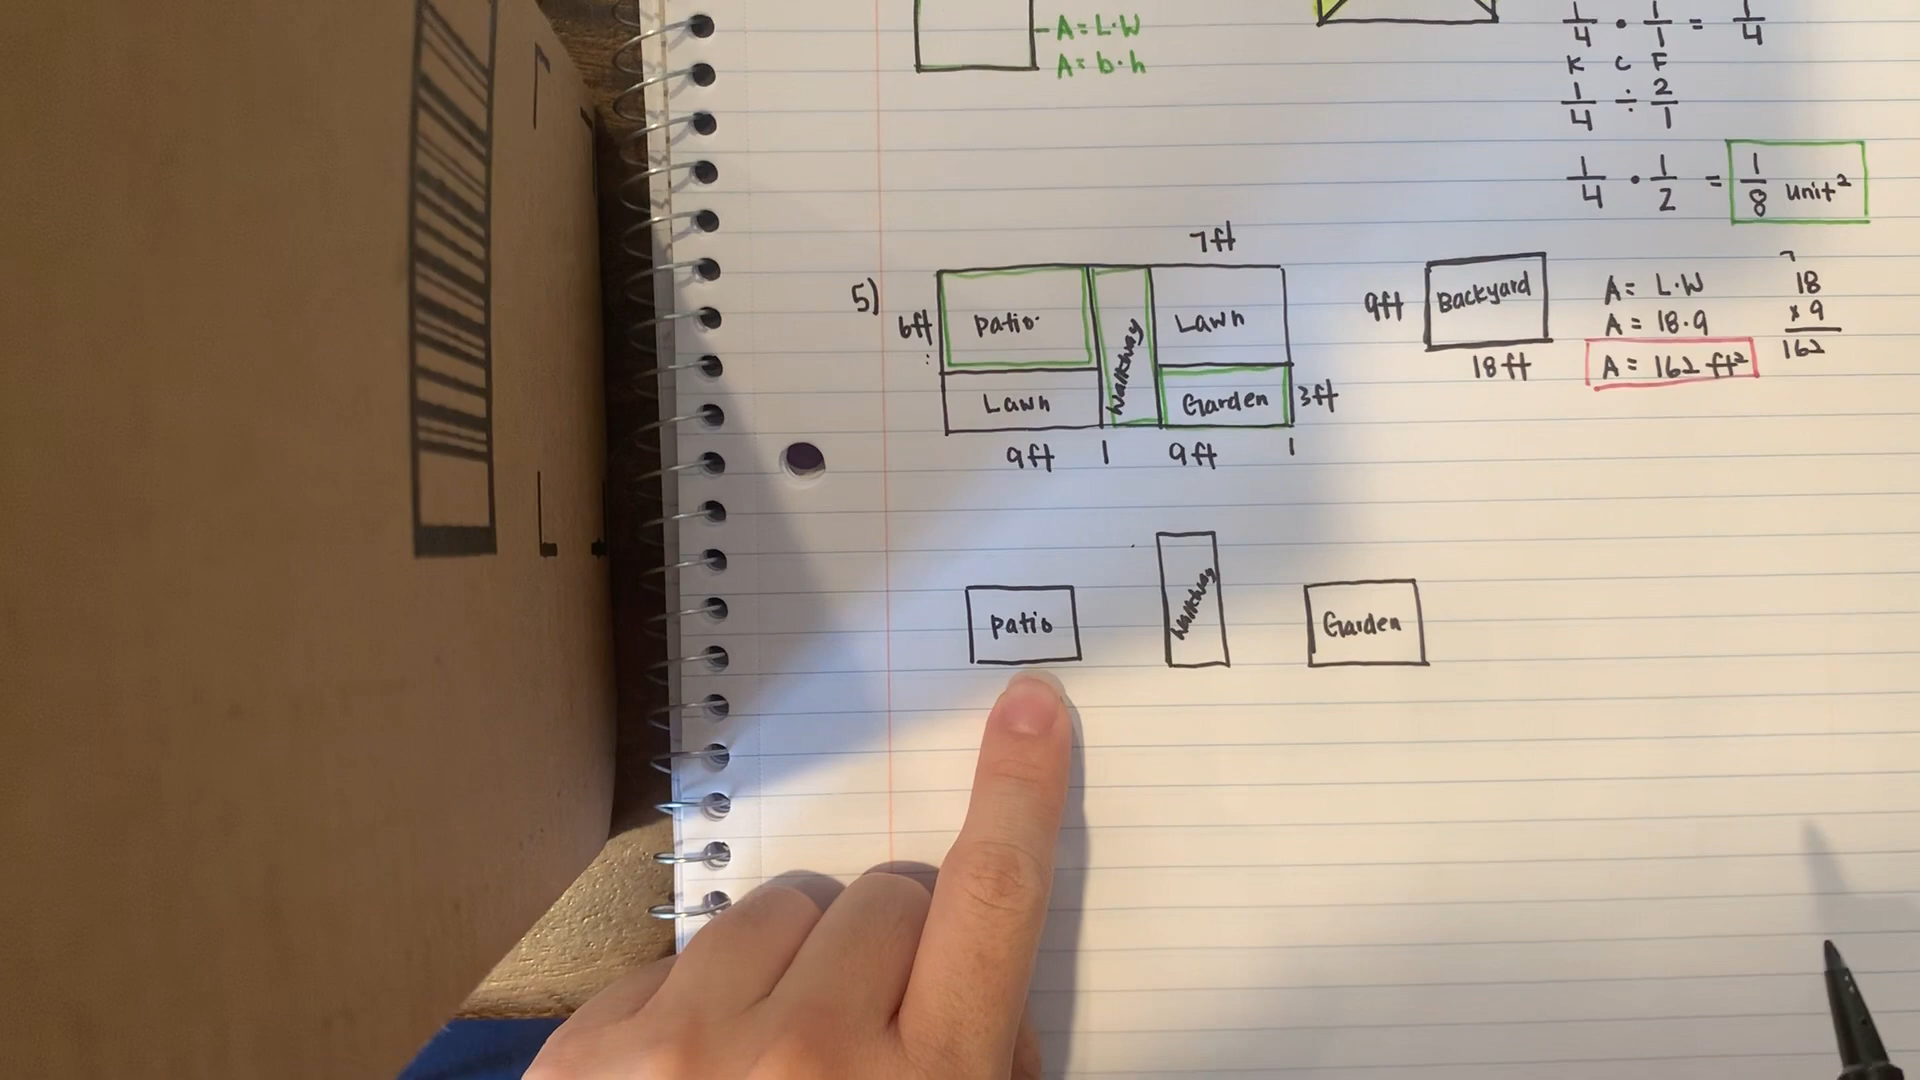 A = L·W
A = b·h
1/4 · 1/1 = 1/4
K C F
1/4 ÷ 2/1
1/4 · 1/2 = 1/8 unit²
5)
7ft
6ft
Patio
Walkway
Lawn
Lawn
Garden
3ft
9ft | 9ft |
9ft
Backyard
18ft
A = L·W
A = 18·9
A = 162 ft²
7
18
x 9
162
Patio
Walkway
Garden